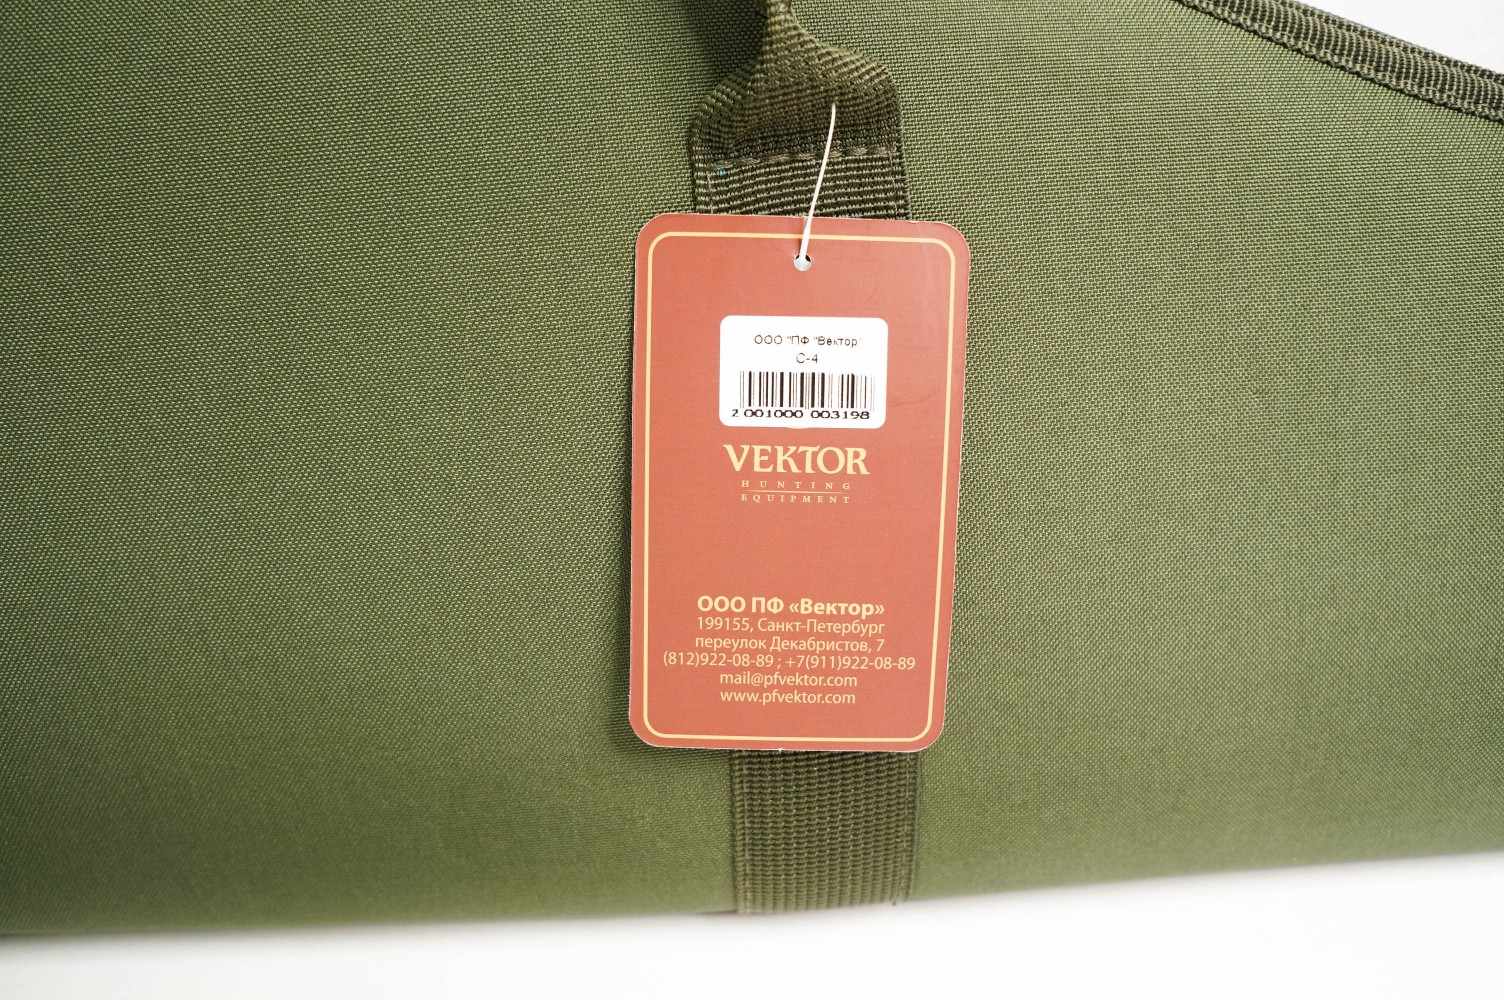 ООО "ПФ "Вектор"
С-4
2 001000 003198
VEKTOR
HUNTING
EQUIPMENT
ООО ПФ «Вектор»
199155, Санкт-Петербург
переулок Декабристов, 7
(812)922-08-89 ; +7(911)922-08-89
mail@pfvektor.com
www.pfvektor.com